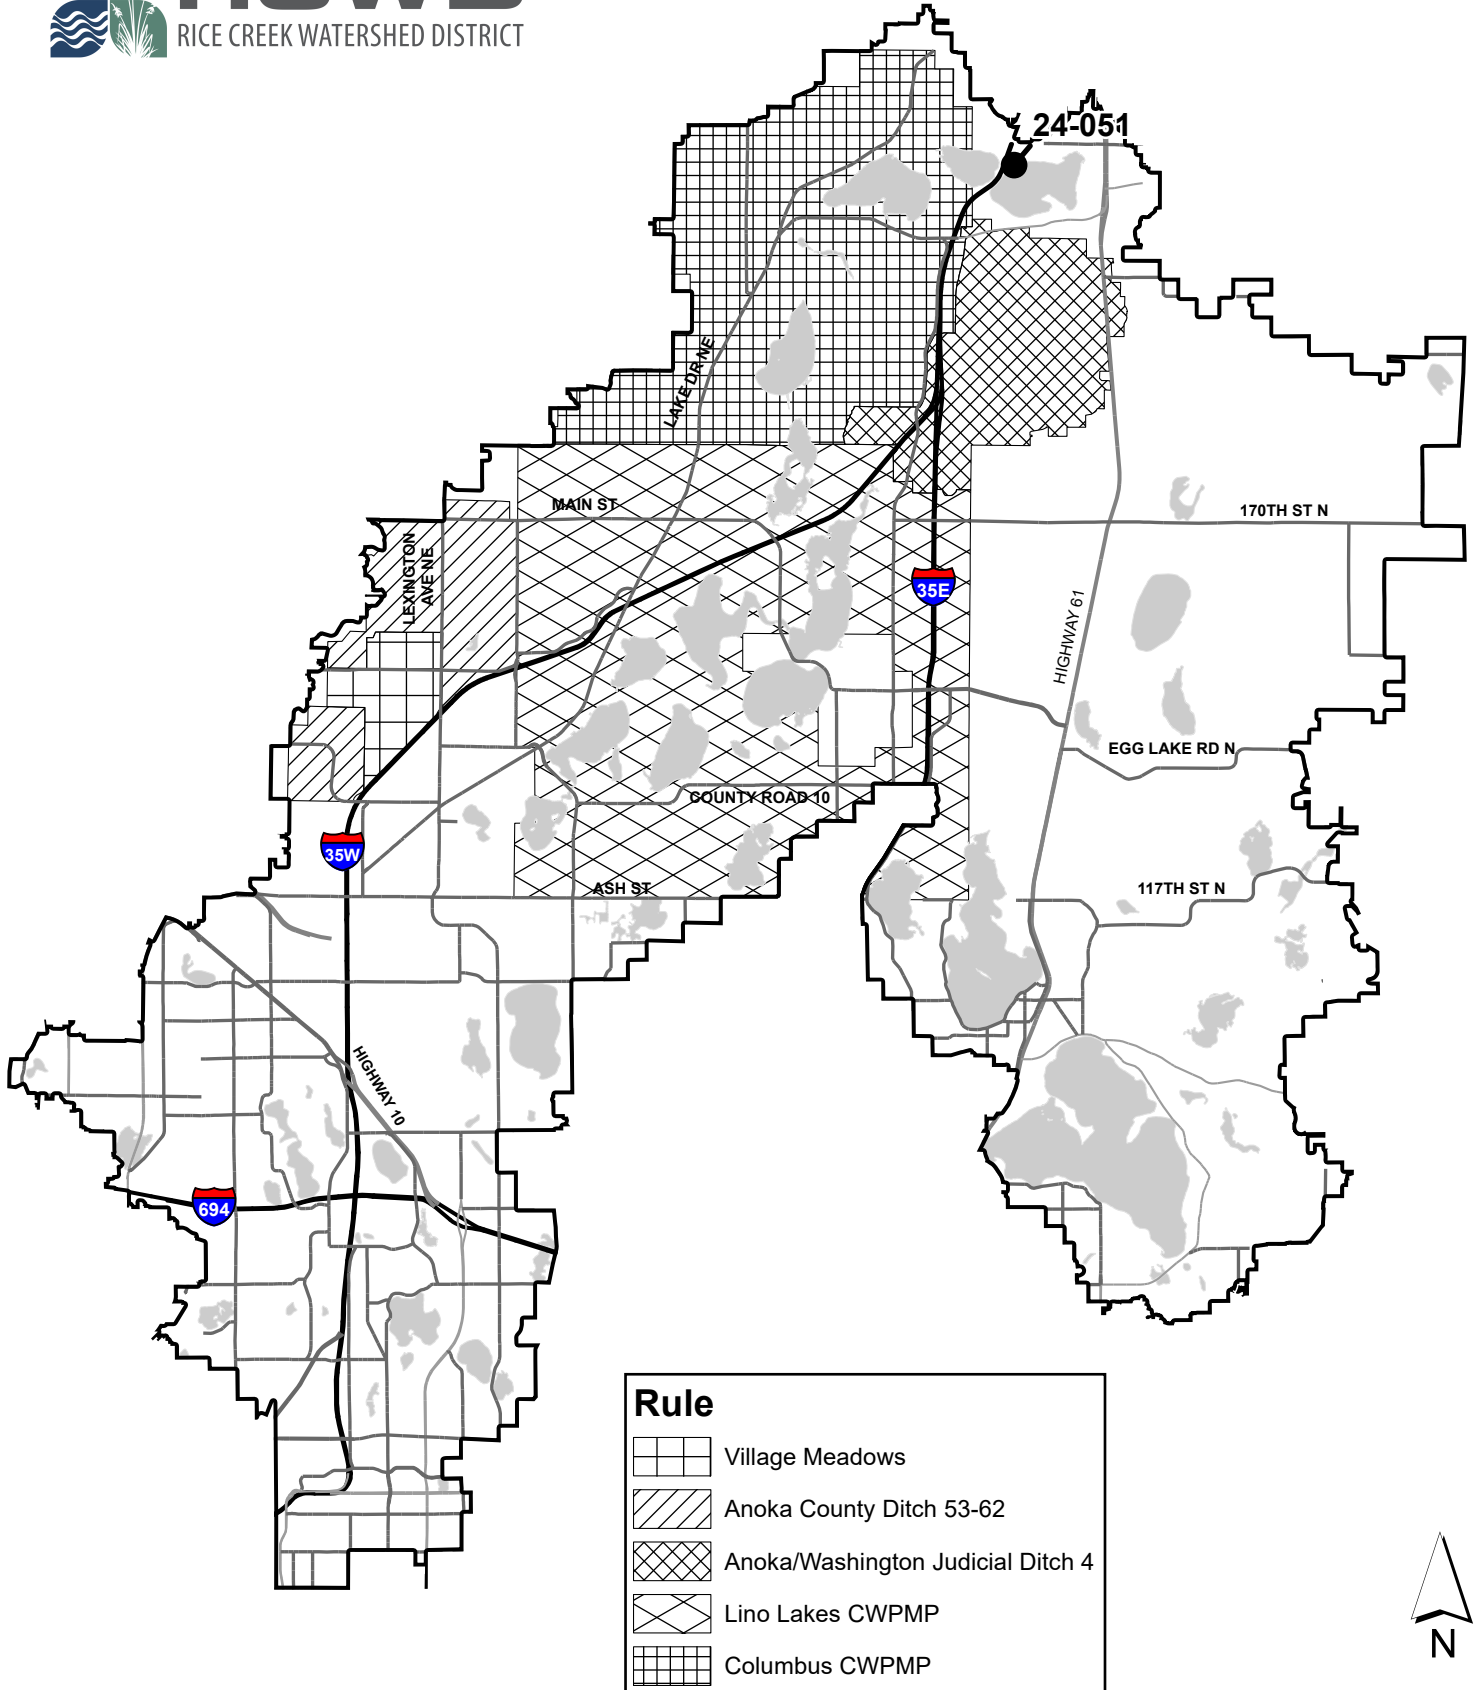 RICE CREEK WATERSHED DISTRICT
24-051
LAKE DR NE
MAIN ST
170TH ST N
LEXINGTON
AVE NE
35E
HIGHWAY 61
EGG LAKE RD N
COUNTY ROAD 10
35W
ASH ST
117TH ST N
HIGHWAY 10
694
Rule
Village Meadows
Anoka County Ditch 53-62
Anoka/Washington Judicial Ditch 4
Lino Lakes CWPMP
Columbus CWPMP
N